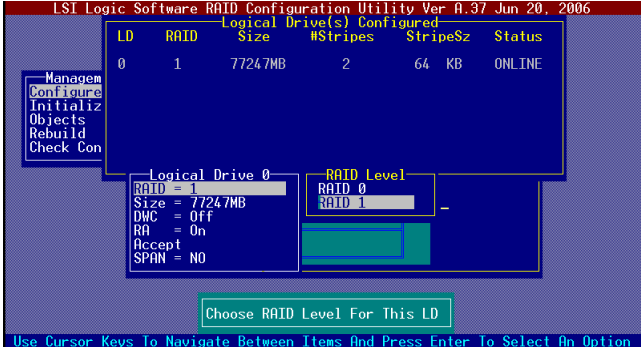 LSI Logic Software RAID Configuration Utility Ver A.37 Jun 20, 2006
Logical Drive(s) Configured
LD RAID Size #Stripes StripeSz Status
0 1 77247MB 2 64 KB ONLINE
Managem
Configure
Initializ
Objects
Rebuild
Check Con
Logical Drive 0
RAID = 1
Size = 77247MB
DWC = Off
RA = On
Accept
SPAN = NO
RAID Level
RAID 0
RAID 1
Choose RAID Level For This LD
Use Cursor Keys To Navigate Between Items And Press Enter To Select An Option